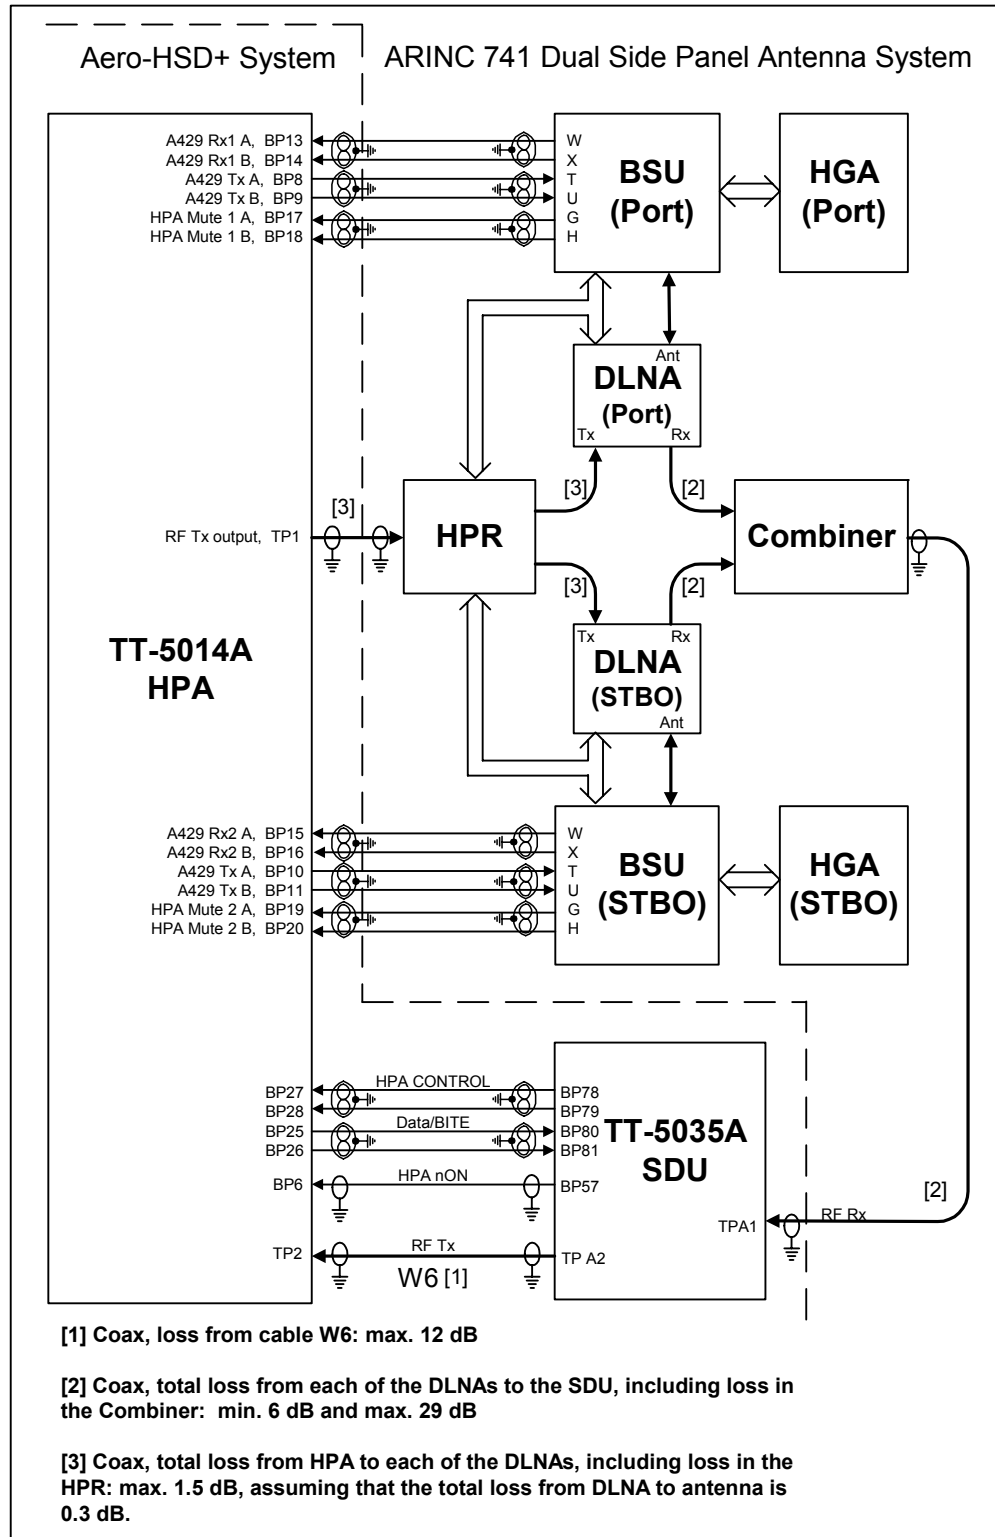 Aero-HSD+ System
ARINC 741 Dual Side Panel Antenna System
A429 Rx1 A, BP13
A429 Rx1 B, BP14
A429 Tx A, BP8
A429 Tx B, BP9
HPA Mute 1 A, BP17
HPA Mute 1 B, BP18
W
X
T
U
G
H
BSU
(Port)
HGA
(Port)
Ant
DLNA
(Port)
Tx
Rx
[3]
[2]
[3]
RF Tx output, TP1
HPR
Combiner
[3]
[2]
Tx
Rx
DLNA
(STBO)
Ant
TT-5014A
HPA
A429 Rx2 A, BP15
A429 Rx2 B, BP16
A429 Tx A, BP10
A429 Tx B, BP11
HPA Mute 2 A, BP19
HPA Mute 2 B, BP20
W
X
T
U
G
H
BSU
(STBO)
HGA
(STBO)
BP27
HPA CONTROL
BP78
BP28
BP79
BP25
Data/BITE
BP80
BP26
BP81
TT-5035A
SDU
BP6
HPA nON
BP57
[2]
TPA1
RF Rx
TP2
RF Tx
TP A2
W6 [1]
[1] Coax, loss from cable W6: max. 12 dB
[2] Coax, total loss from each of the DLNAs to the SDU, including loss in
the Combiner: min. 6 dB and max. 29 dB
[3] Coax, total loss from HPA to each of the DLNAs, including loss in the
HPR: max. 1.5 dB, assuming that the total loss from DLNA to antenna is
0.3 dB.